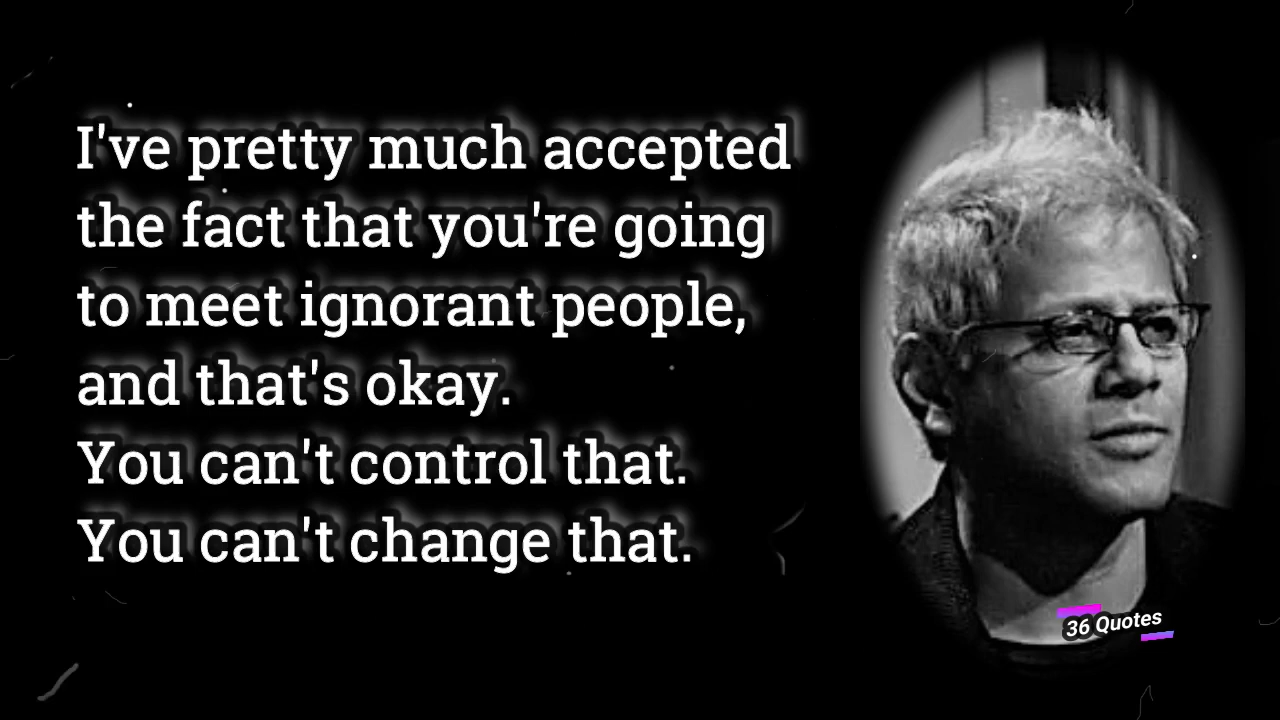 I've pretty much accepted
the fact that you're going
to meet ignorant people,
and that's okay.
You can't control that.
You can't change that.
36 Quotes